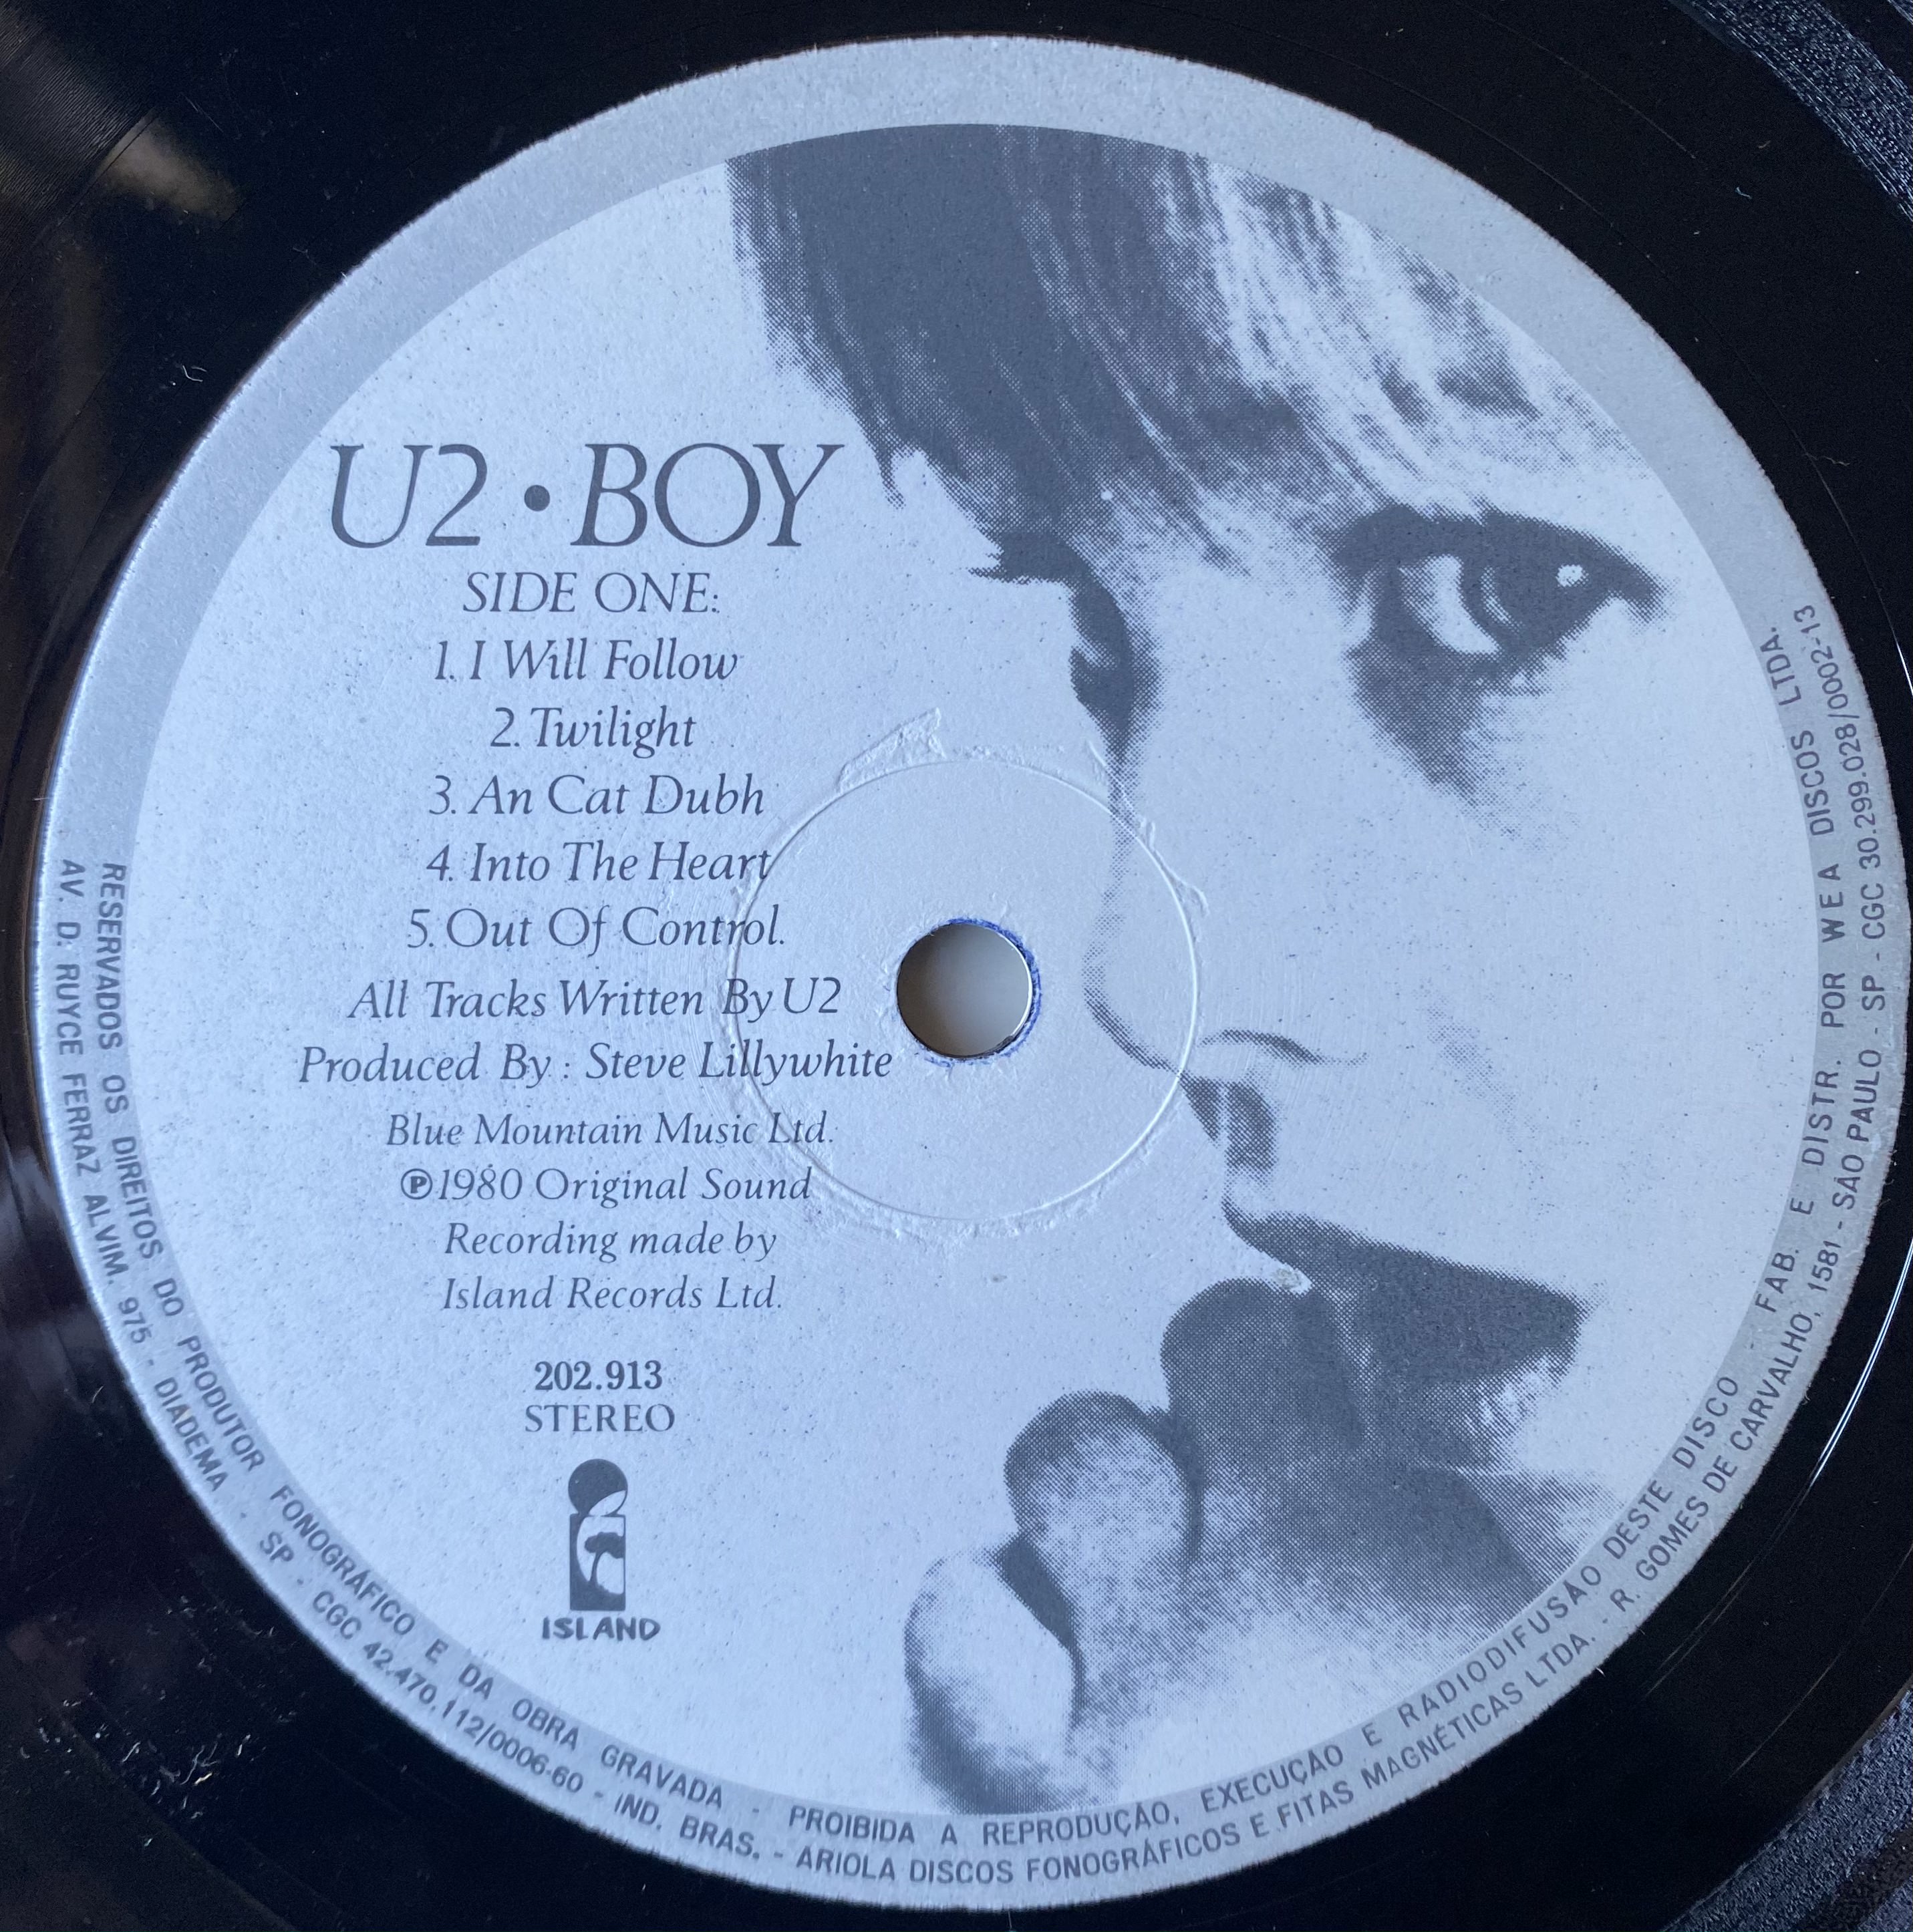 U2 • BOY
SIDE ONE:
1. I Will Follow
2. Twilight
3. An Cat Dubh
4. Into The Heart
5. Out Of Control.
All Tracks Written By U2
Produced By : Steve Lillywhite
Blue Mountain Music Ltd.
℗1980 Original Sound
Recording made by
Island Records Ltd.
202.913
STEREO
ISLAND
RESERVADOS OS DIREITOS DO PRODUTOR FONOGRÁFICO E DA OBRA GRAVADA - PROIBIDA A REPRODUÇÃO, EXECUÇÃO E RADIODIFUSÃO DESTE DISCO - FAB. E DISTR. POR WEA DISCOS LTDA.
AV. D. RUYCE FERRAZ ALVIM. 975 - DIADEMA - SP - CGC 42.470.112/0006-60 - IND. BRAS. - ARIOLA DISCOS FONOGRÁFICOS E FITAS MAGNÉTICAS LTDA. - R. GOMES DE CARVALHO, 1581 - SÃO PAULO - SP - CGC 30.299.028/0002-13